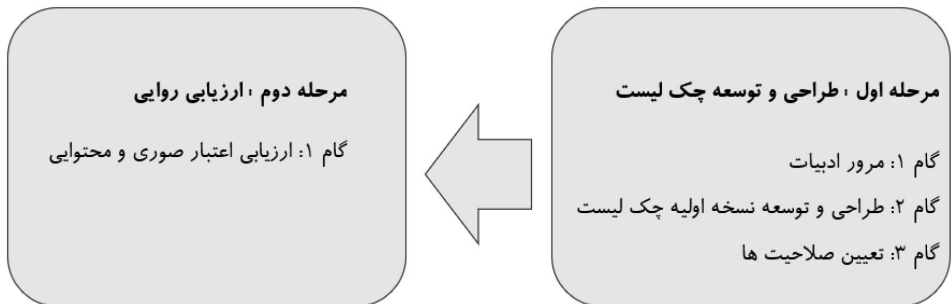 مرحله اول : طراحی و توسعه چک لیست
گام ۱: مرور ادبیات
گام ۲: طراحی و توسعه نسخه اولیه چک لیست
گام ۳: تعیین صلاحیت ها
مرحله دوم : ارزیابی روایی
گام ۱: ارزیابی اعتبار صوری و محتوایی